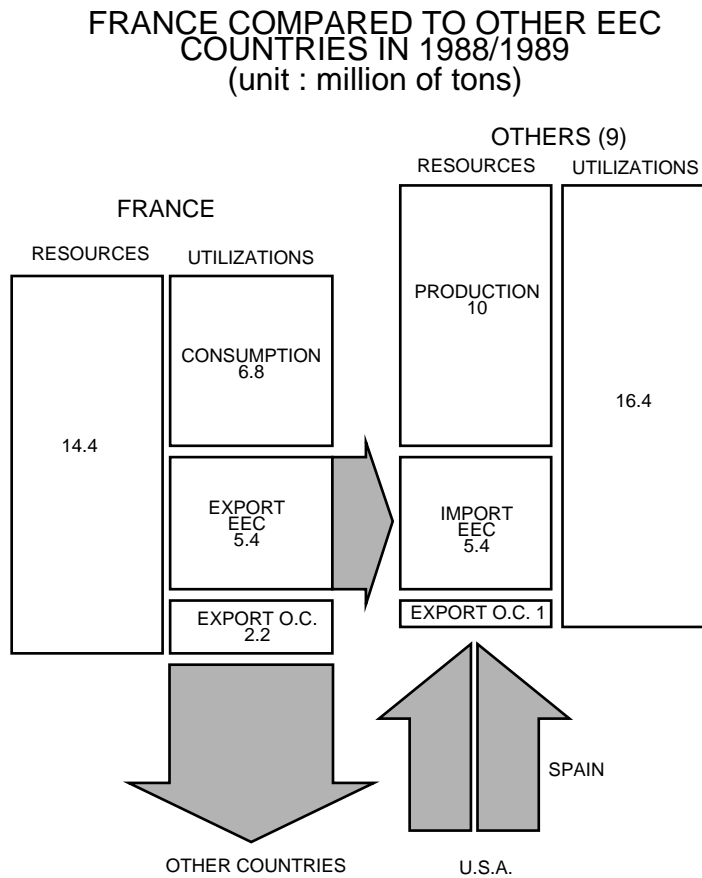 FRANCE COMPARED TO OTHER EEC
COUNTRIES IN 1988/1989
(unit : million of tons)
OTHERS (9)
RESOURCES
UTILIZATIONS
FRANCE
RESOURCES
UTILIZATIONS
PRODUCTION
10
CONSUMPTION
6.8
16.4
14.4
EXPORT
EEC
5.4
IMPORT
EEC
5.4
EXPORT O.C.
2.2
EXPORT O.C. 1
SPAIN
OTHER COUNTRIES
U.S.A.